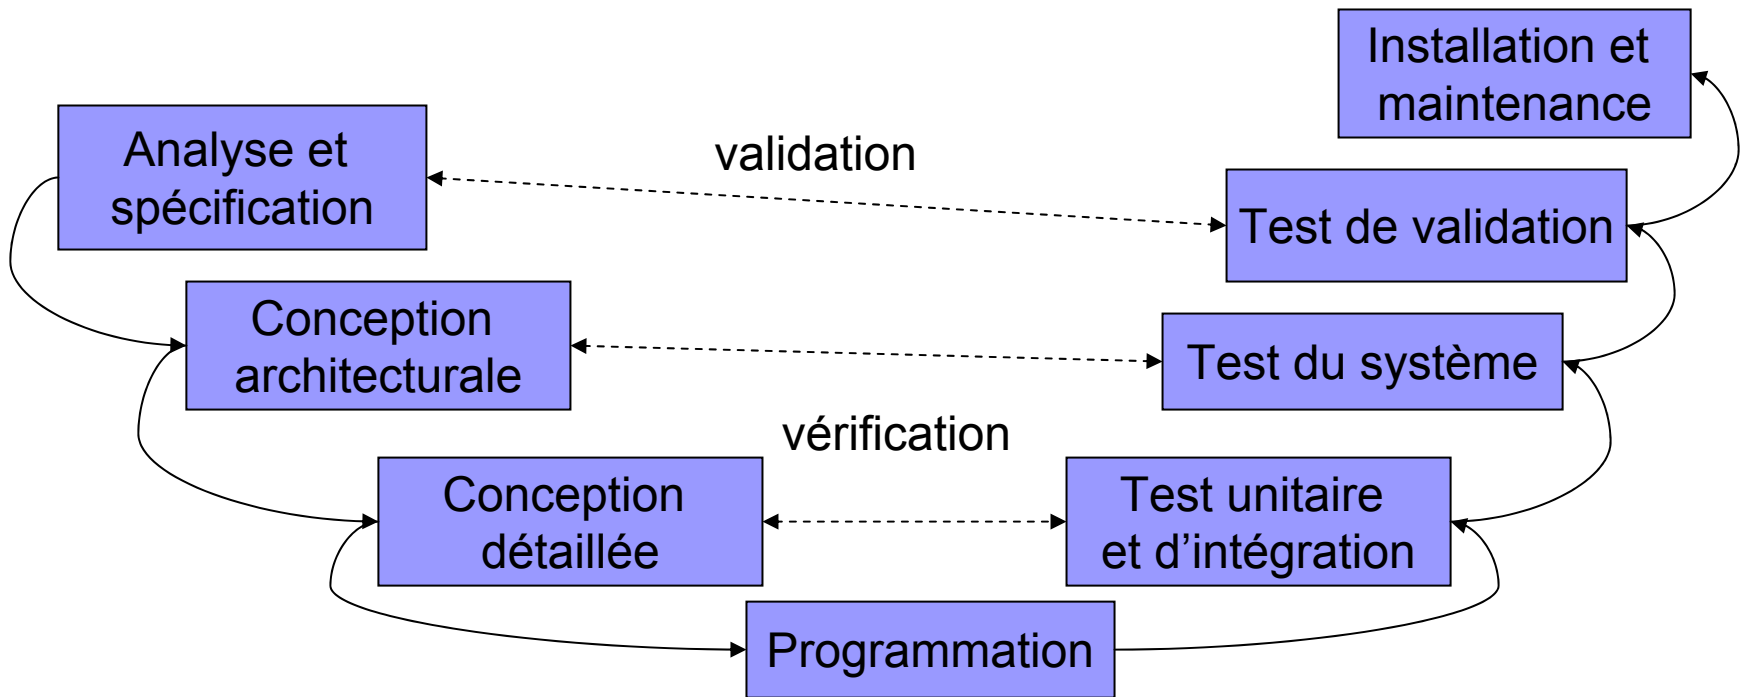 Installation et
maintenance
Analyse et
spécification
validation
Test de validation
Conception
architecturale
Test du système
vérification
Conception
détaillée
Test unitaire
et d’intégration
Programmation